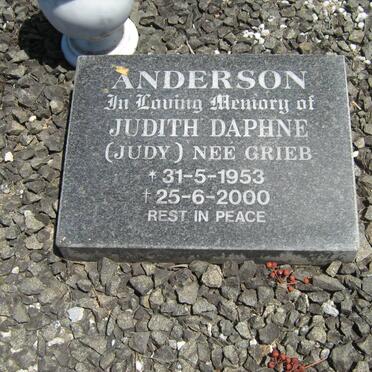 ANDERSON
In Loving Memory of
JUDITH DAPHNE
(JUDY) NEE GRIEB
* 31-5-1953
† 25-6-2000
REST IN PEACE